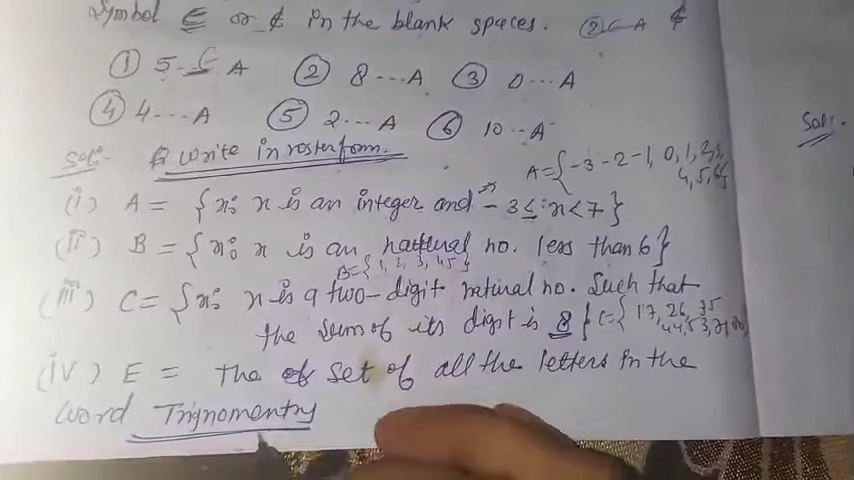 Symbol ∈ or ∉ in the blank spaces. ② ⊂ A ∉
① 5 .. ⊂ A ② 8 --- A ③ 0 --- A
④ 4 --- A ⑤ 2 --- A ⑥ 10 -- A
Sol:- Q write in roster form.
A = {-3 -2 -1, 0, 1, 2, 3,
4, 5, 6}
(i) A = {x: x is an integer and -3 ≤ x < 7}
(ii) B = {x: x is an natural no. less than 6}
B = {1, 2, 3, 4, 5}
(iii) C = {x: x is a two-digit natural no. Such that
the sum of its digit is 8} C = { 17, 26, 35
44, 53,
(iv) E = The of set of all the letters in the
word Trignomentry
Sol:-